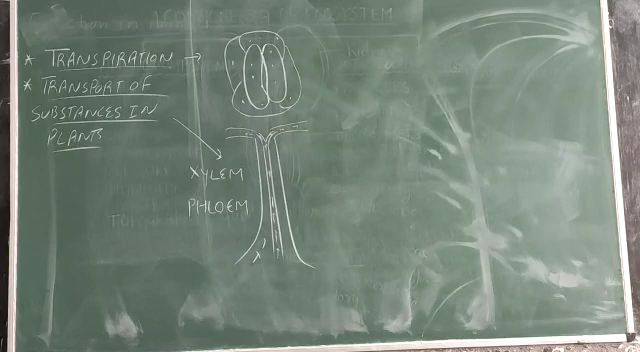 * TRANSPIRATION →
* TRANSPORT OF
SUBSTANCES IN
PLANTS
XYLEM
PHLOEM